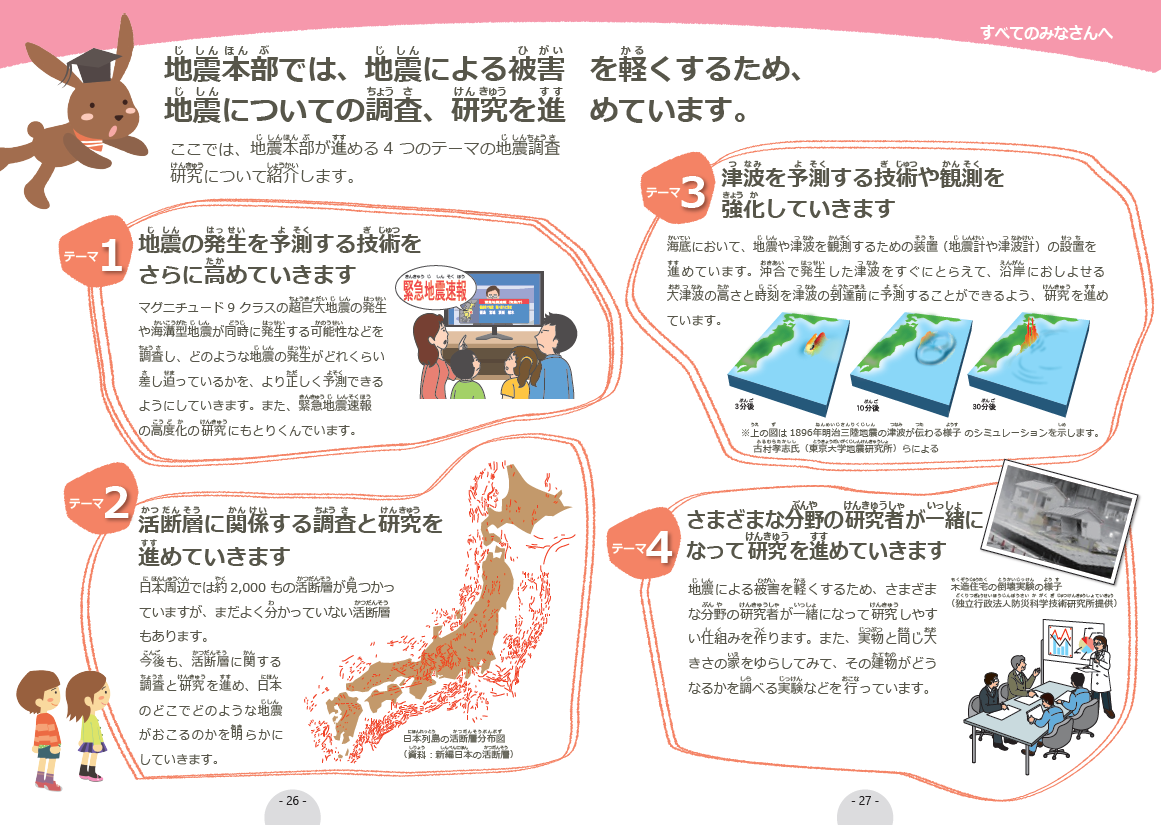 すべてのみなさんへ
地震本部では、地震による被害 を軽くするため、
地震についての調査、研究を進 めています。
ここでは、地震本部が進める4つのテーマの地震調査
研究について紹介します。
テーマ1
地震の発生を予測する技術を
さらに高めていきます
マグニチュード9クラスの超巨大地震の発生
や海溝型地震が同時に発生する可能性などを
調査し、どのような地震の発生がどれくらい
差し迫っているかを、より正しく予測できる
ようにしていきます。また、緊急地震速報
の高度化の研究にもとりくんでいます。
緊急地震速報
テーマ2
活断層に関係する調査と研究を
進めていきます
日本周辺では約2,000もの活断層が見つかっ
ていますが、まだよく分かっていない活断層
もあります。
今後も、活断層に関する
調査と研究を進め、日本
のどこでどのような地震
がおこるのかを明らかに
していきます。
日本列島の活断層分布図
（資料：新編日本の活断層）
- 26 -
テーマ3
津波を予測する技術や観測を
強化していきます
海底において、地震や津波を観測するための装置（地震計や津波計）の設置を
進めています。沖合で発生した津波をすぐにとらえて、沿岸におしよせる
大津波の高さと時刻を津波の到達前に予測することができるよう、研究を進め
ています。
3分後
10分後
30分後
※上の図は1896年明治三陸地震の津波が伝わる様子のシミュレーションを示します。
古村孝志氏（東京大学地震研究所）らによる
テーマ4
さまざまな分野の研究者が一緒に
なって研究を進めていきます
地震による被害を軽くするため、さまざま
な分野の研究者が一緒になって研究しやす
い仕組みを作ります。また、実物と同じ大
きさの家をゆらしてみて、その建物がどう
なるかを調べる実験などを行っています。
木造住宅の倒壊実験の様子
（独立行政法人防災科学技術研究所提供）
- 27 -